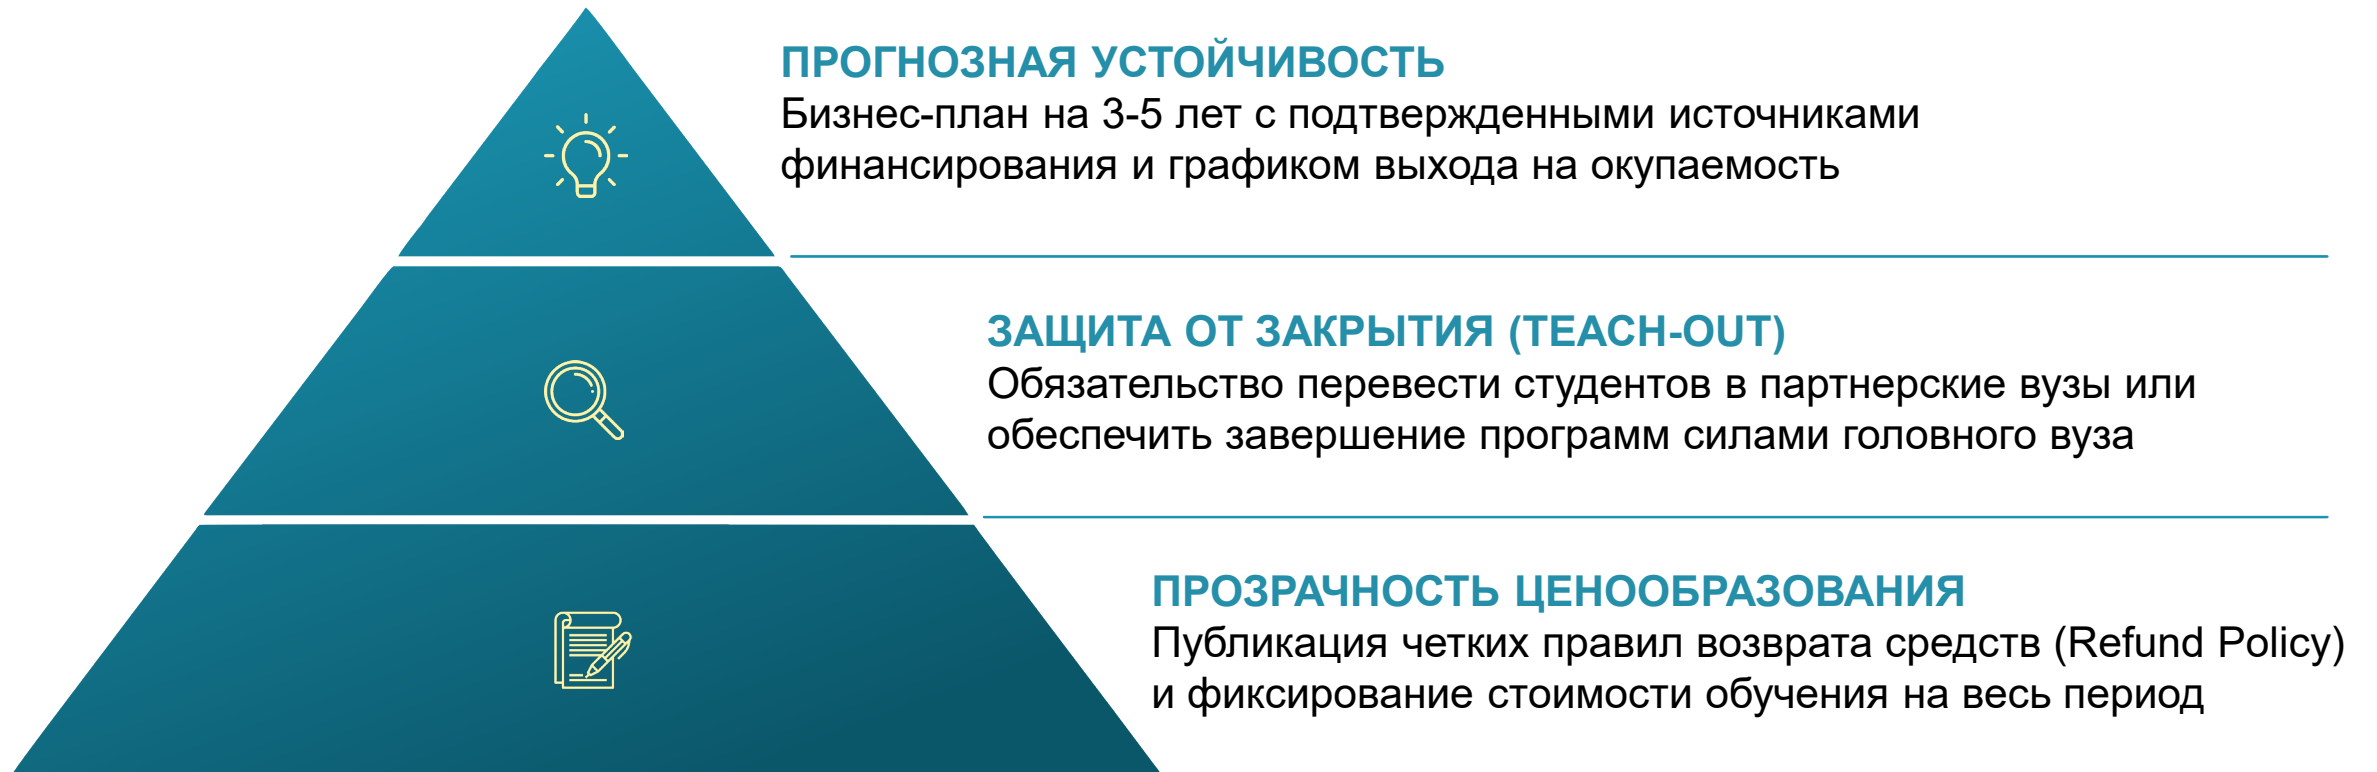 ПРОГНОЗНАЯ УСТОЙЧИВОСТЬ
Бизнес-план на 3-5 лет с подтвержденными источниками
финансирования и графиком выхода на окупаемость
ЗАЩИТА ОТ ЗАКРЫТИЯ (TEACH-OUT)
Обязательство перевести студентов в партнерские вузы или
обеспечить завершение программ силами головного вуза
ПРОЗРАЧНОСТЬ ЦЕНООБРАЗОВАНИЯ
Публикация четких правил возврата средств (Refund Policy)
и фиксирование стоимости обучения на весь период